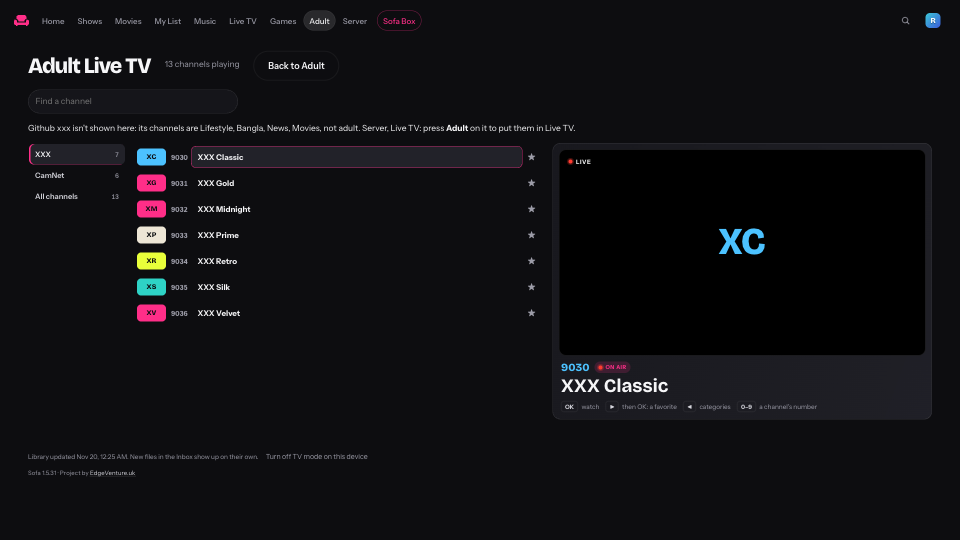 Home Shows Movies My List Music Live TV Games Adult Server Sofa Box R
Adult Live TV 13 channels playing Back to Adult
Find a channel
Github xxx isn't shown here: its channels are Lifestyle, Bangla, News, Movies, not adult. Server, Live TV: press Adult on it to put them in Live TV.
XXX 7
CamNet 6
All channels 13
XC 9030 XXX Classic
XG 9031 XXX Gold
XM 9032 XXX Midnight
XP 9033 XXX Prime
XR 9034 XXX Retro
XS 9035 XXX Silk
XV 9036 XXX Velvet
LIVE
XC
9030 ON AIR
XXX Classic
OK watch then OK: a favorite categories 0-9 a channel's number
Library updated Nov 20, 12:25 AM. New files in the Inbox show up on their own. Turn off TV mode on this device
Sofa 1.5.31 · Project by EdgeVenture.uk